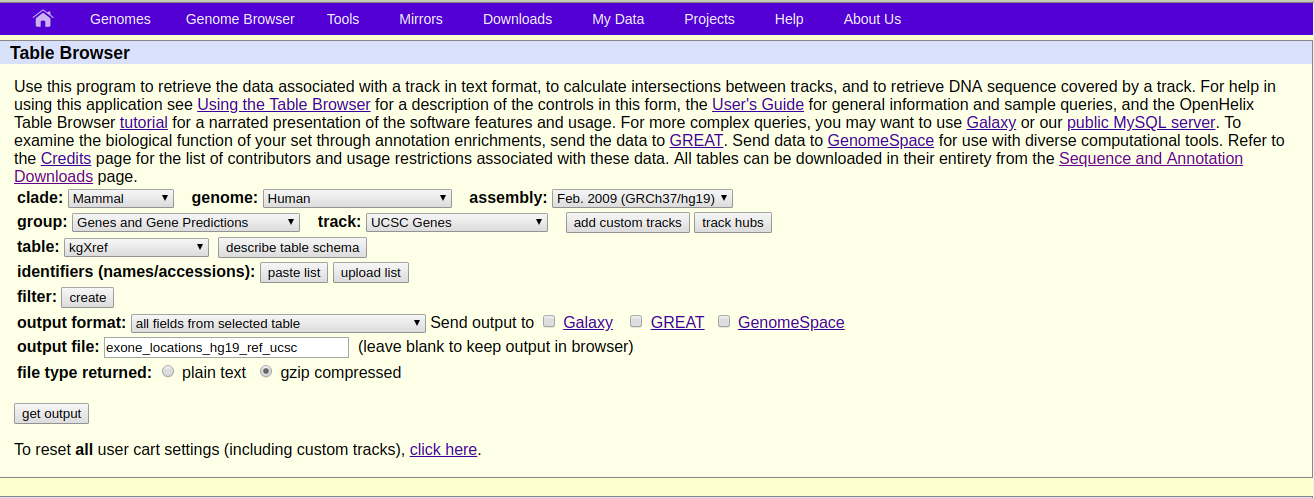 Genomes Genome Browser Tools Mirrors Downloads My Data Projects Help About Us
Table Browser
Use this program to retrieve the data associated with a track in text format, to calculate intersections between tracks, and to retrieve DNA sequence covered by a track. For help in
using this application see Using the Table Browser for a description of the controls in this form, the User's Guide for general information and sample queries, and the OpenHelix
Table Browser tutorial for a narrated presentation of the software features and usage. For more complex queries, you may want to use Galaxy or our public MySQL server. To
examine the biological function of your set through annotation enrichments, send the data to GREAT. Send data to GenomeSpace for use with diverse computational tools. Refer to
the Credits page for the list of contributors and usage restrictions associated with these data. All tables can be downloaded in their entirety from the Sequence and Annotation
Downloads page.
clade: Mammal genome: Human assembly: Feb. 2009 (GRCh37/hg19)
group: Genes and Gene Predictions track: UCSC Genes add custom tracks track hubs
table: kgXref describe table schema
identifiers (names/accessions): paste list upload list
filter: create
output format: all fields from selected table Send output to Galaxy GREAT GenomeSpace
output file: exone_locations_hg19_ref_ucsc (leave blank to keep output in browser)
file type returned: plain text gzip compressed
get output
To reset all user cart settings (including custom tracks), click here.